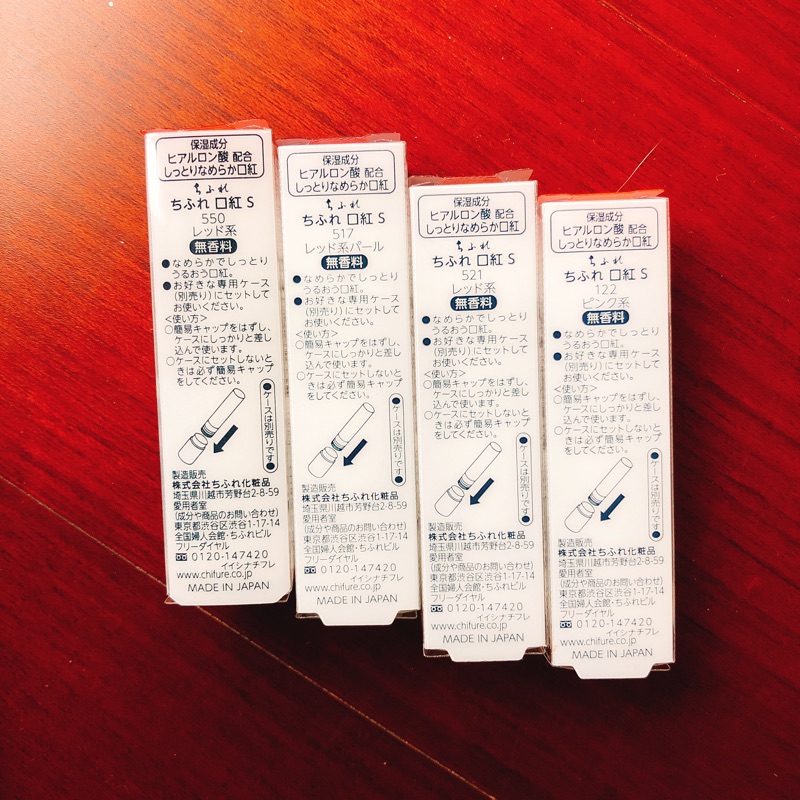 保湿成分
ヒアルロン酸 配合
しっとりなめらか口紅
ちふれ
ちふれ 口紅 S
550
レッド系
無香料
●なめらかでしっとり
うるおう口紅。
●お好きな専用ケース
(別売り)にセットして
お使いください。
<使い方>
○簡易キャップをはずし、
ケースにしっかりと差し
込んで使います。
○ケースにセットしないと
きは必ず簡易キャップ
をしてください。
●ケースは別売りです●
製造販売
株式会社ちふれ化粧品
埼玉県川越市芳野台2-8-59
愛用者室
(成分や商品のお問い合わせ)
東京都渋谷区渋谷1-17-14
全国婦人会館・ちふれビル
フリーダイヤル
0120-147420
イイシナチフレ
www.chifure.co.jp
MADE IN JAPAN
保湿成分
ヒアルロン酸 配合
しっとりなめらか口紅
ちふれ
ちふれ 口紅 S
517
レッド系パール
無香料
●なめらかでしっとり
うるおう口紅。
●お好きな専用ケース
(別売り)にセットして
お使いください。
<使い方>
○簡易キャップをはずし、
ケースにしっかりと差し
込んで使います。
○ケースにセットしないと
きは必ず簡易キャップ
をしてください。
●ケースは別売りです●
製造販売
株式会社ちふれ化粧品
埼玉県川越市芳野台2-8-59
愛用者室
(成分や商品のお問い合わせ)
東京都渋谷区渋谷1-17-14
全国婦人会館・ちふれビル
フリーダイヤル
0120-147420
イイシナチフレ
www.chifure.co.jp
MADE IN JAPAN
保湿成分
ヒアルロン酸 配合
しっとりなめらか口紅
ちふれ
ちふれ 口紅 S
521
レッド系
無香料
●なめらかでしっとり
うるおう口紅。
●お好きな専用ケース
(別売り)にセットして
お使いください。
<使い方>
○簡易キャップをはずし、
ケースにしっかりと差し
込んで使います。
○ケースにセットしないと
きは必ず簡易キャップ
をしてください。
●ケースは別売りです●
製造販売
株式会社ちふれ化粧品
埼玉県川越市芳野台2-8-59
愛用者室
(成分や商品のお問い合わせ)
東京都渋谷区渋谷1-17-14
全国婦人会館・ちふれビル
フリーダイヤル
0120-147420
イイシナチフレ
www.chifure.co.jp
MADE IN JAPAN
保湿成分
ヒアルロン酸 配合
しっとりなめらか口紅
ちふれ
ちふれ 口紅 S
122
ピンク系
無香料
●なめらかでしっとり
うるおう口紅。
●お好きな専用ケース
(別売り)にセットして
お使いください。
<使い方>
○簡易キャップをはずし、
ケースにしっかりと差し
込んで使います。
○ケースにセットしないと
きは必ず簡易キャップ
をしてください。
●ケースは別売りです●
製造販売
株式会社ちふれ化粧品
埼玉県川越市芳野台2-8-59
愛用者室
(成分や商品のお問い合わせ)
東京都渋谷区渋谷1-17-14
全国婦人会館・ちふれビル
フリーダイヤル
0120-147420
イイシナチフレ
www.chifure.co.jp
MADE IN JAPAN